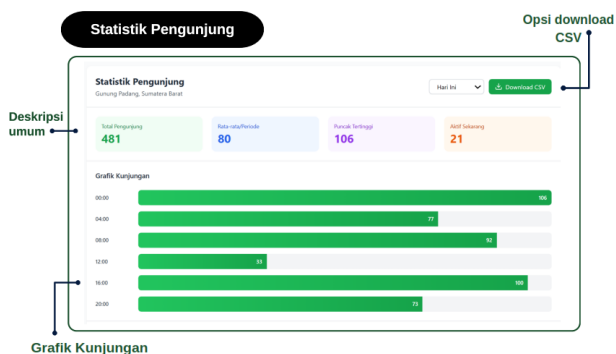 Statistik Pengunjung
Opsi download
CSV
Statistik Pengunjung
Gunung Padang, Sumatera Barat
Hari Ini
Download CSV
Deskripsi
umum
Total Pengunjung
481
Rata-rata/Periode
80
Puncak Tertinggi
106
Aktif Sekarang
21
Grafik Kunjungan
00:00
106
04:00
77
08:00
92
12:00
33
16:00
100
20:00
73
Grafik Kunjungan